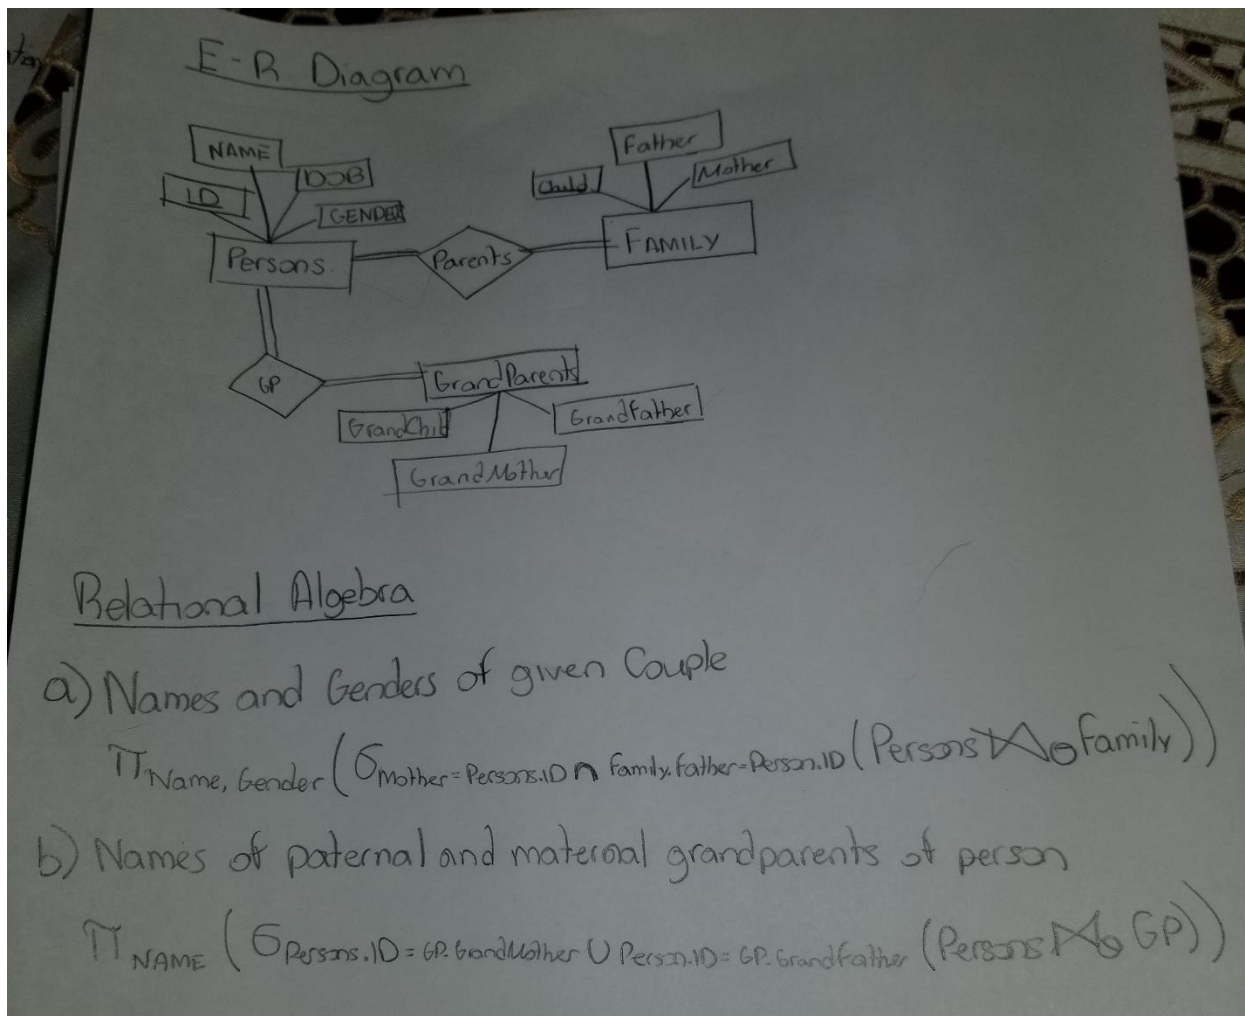 E-R Diagram
NAME
DOB
ID
GENDER
Persons
Parents
Father
Child
Mother
FAMILY
GP
GrandParents
GrandChild
GrandFather
GrandMother
Relational Algebra
a) Names and Genders of given Couple
π Name, Gender (σ Mother=Persons.ID ∩ Family.Father=Person.ID (Persons ⋈θ Family))
b) Names of paternal and maternal grandparents of person
π NAME (σ Persons.ID = GP.GrandMother ∪ Person.ID = GP.GrandFather (Persons ⋈θ GP))